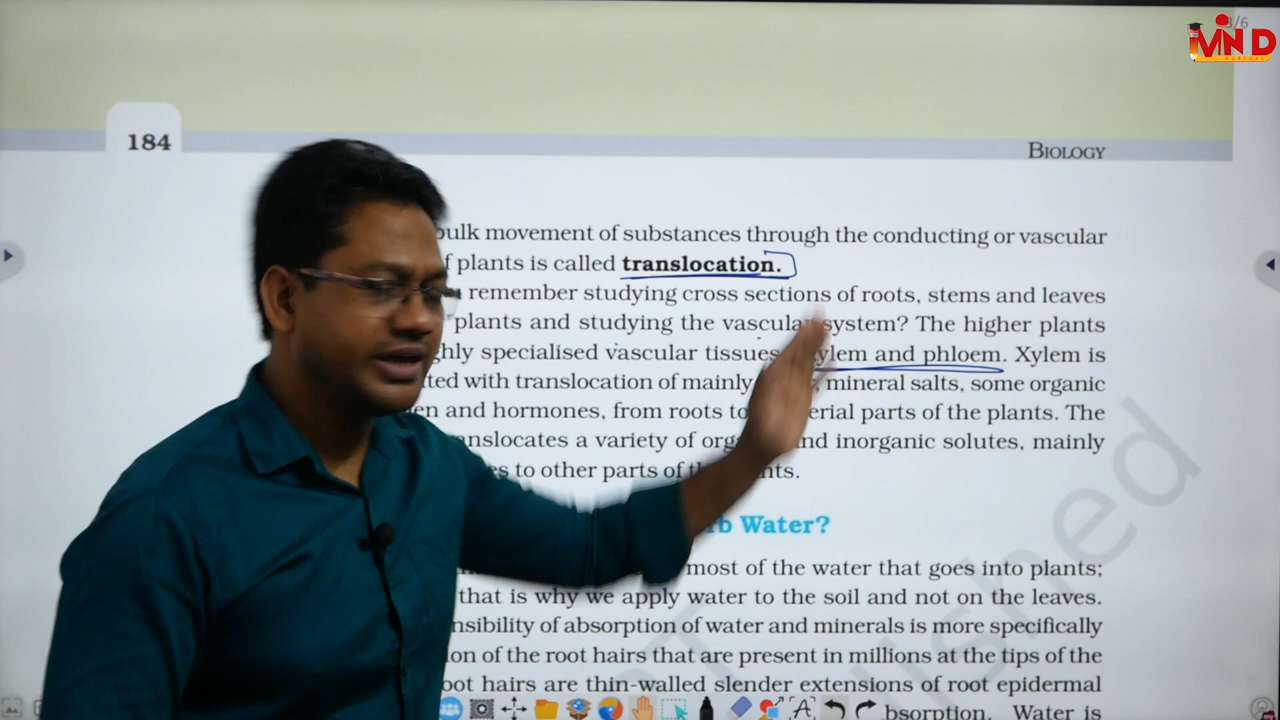 3/6
MIND
NURTURE
184
BIOLOGY
bulk movement of substances through the conducting or vascular
f plants is called translocation.
remember studying cross sections of roots, stems and leaves
plants and studying the vascular system? The higher plants
hly specialised vascular tissues ylem and phloem. Xylem is
ted with translocation of mainly , mineral salts, some organic
en and hormones, from roots to erial parts of the plants. The
anslocates a variety of org nd inorganic solutes, mainly
es to other parts of th nts.
rb Water?
most of the water that goes into plants;
that is why we apply water to the soil and not on the leaves.
nsibility of absorption of water and minerals is more specifically
ion of the root hairs that are present in millions at the tips of the
oot hairs are thin-walled slender extensions of root epidermal
bsorption. Water is